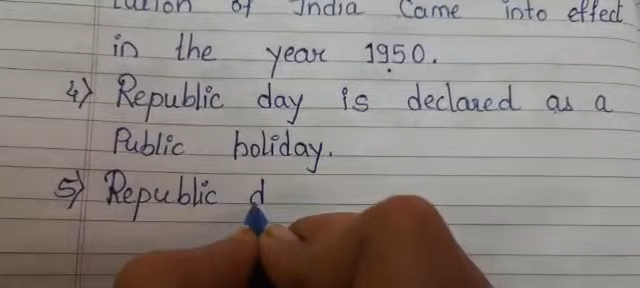 tution of India Came into effect
in the year 1950.
4) Republic day is declared as a
Public holiday.
5) Republic d